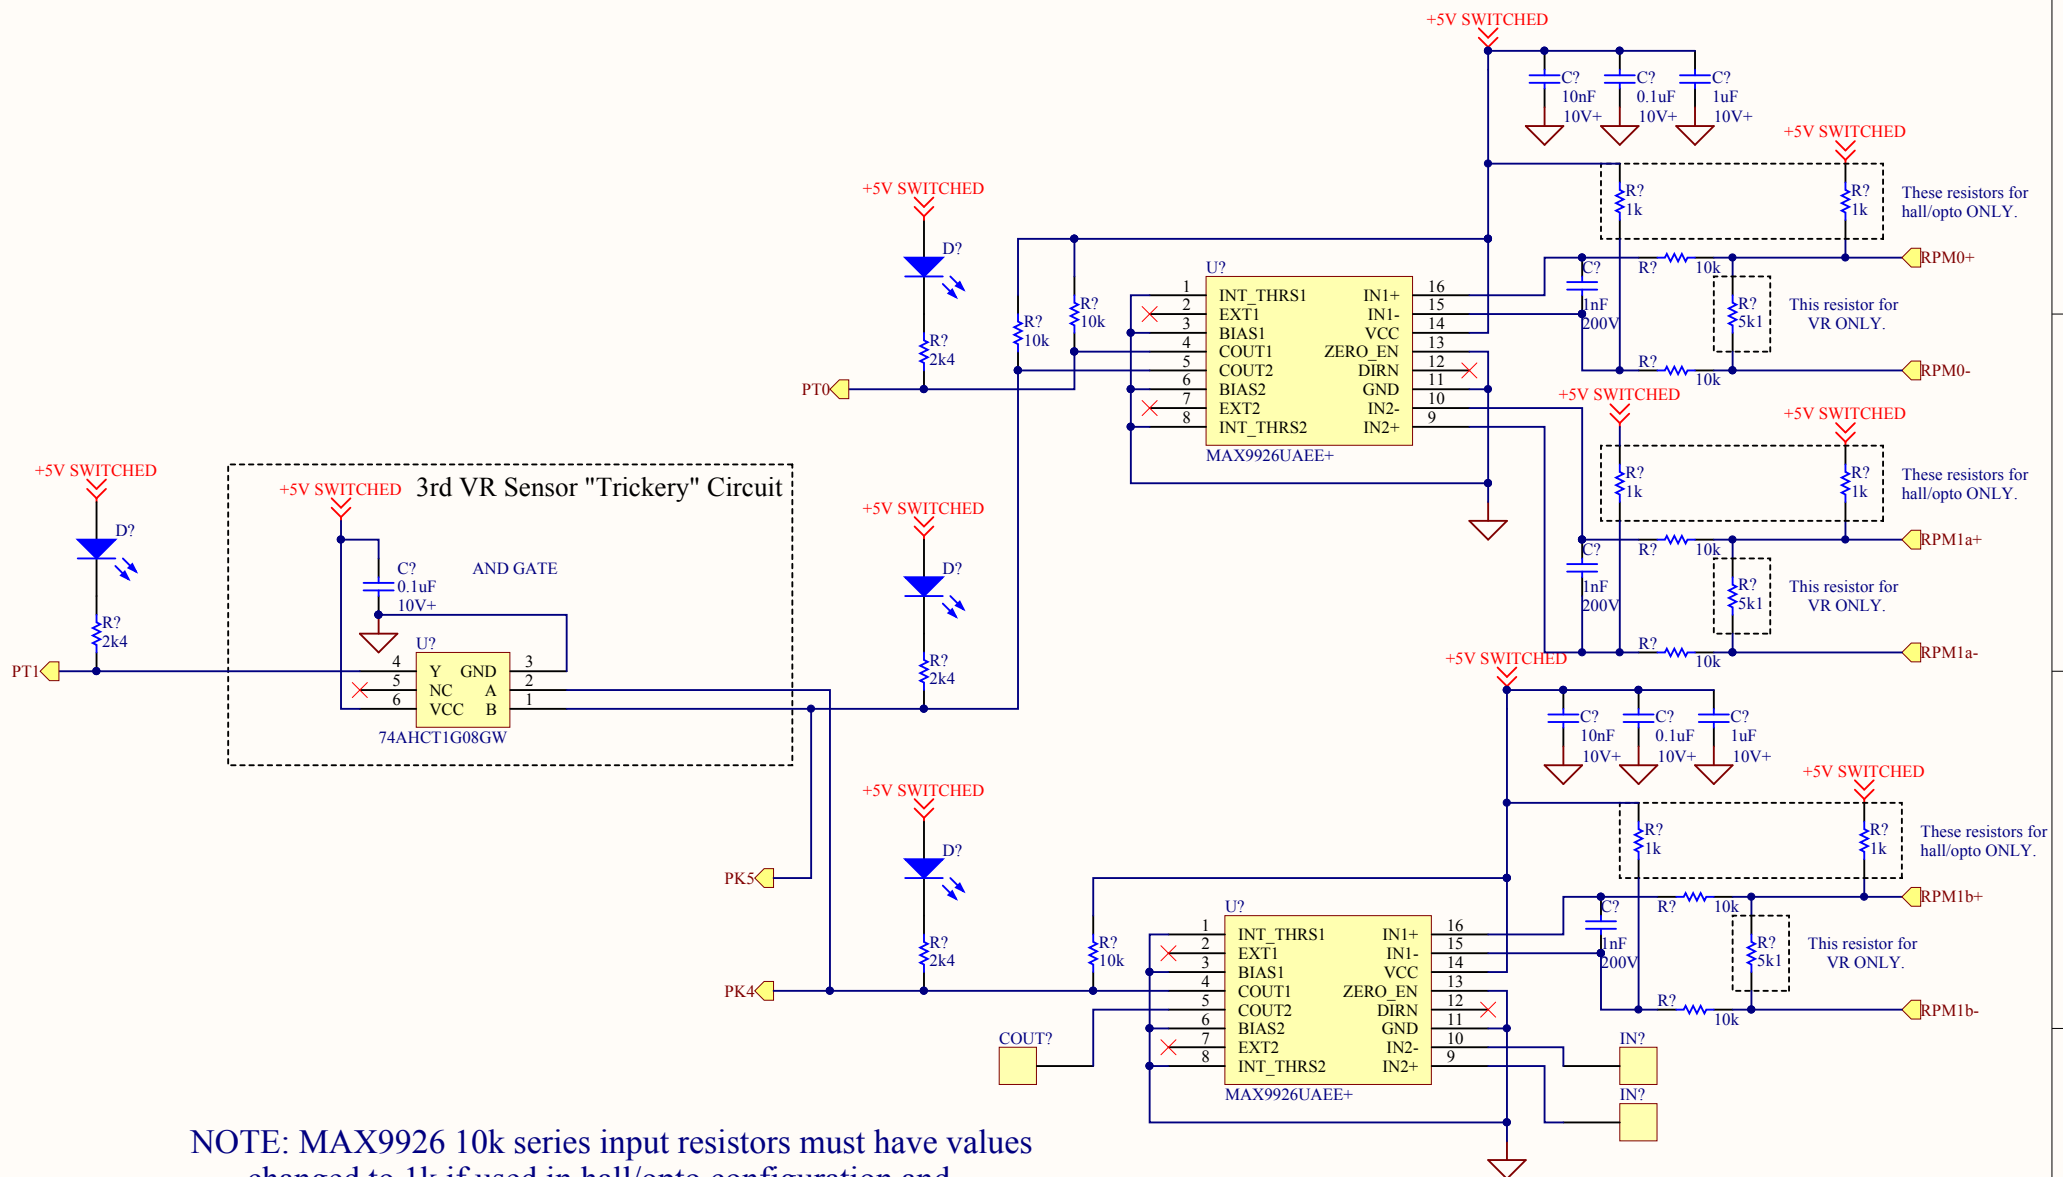 +5V SWITCHED
C?
10nF
10V+
C?
0.1uF
10V+
C?
1uF
10V+
+5V SWITCHED
R?
1k
R?
1k
These resistors for
hall/opto ONLY.
+5V SWITCHED
D?
R?
2k4
PT0
R?
10k
R?
10k
U?
1 INT_THRS1 IN1+ 16
2 EXT1 IN1- 15
3 BIAS1 VCC 14
4 COUT1 ZERO_EN 13
5 COUT2 DIRN 12
6 BIAS2 GND 11
7 EXT2 IN2- 10
8 INT_THRS2 IN2+ 9
MAX9926UAEE+
C?
1nF
200V
R? 10k
RPM0+
R?
5k1
This resistor for
VR ONLY.
R? 10k
RPM0-
+5V SWITCHED
+5V SWITCHED
R?
1k
R?
1k
These resistors for
hall/opto ONLY.
C?
1nF
200V
R? 10k
RPM1a+
R?
5k1
This resistor for
VR ONLY.
R? 10k
RPM1a-
+5V SWITCHED
D?
R?
2k4
PT1
3rd VR Sensor "Trickery" Circuit
+5V SWITCHED
C?
0.1uF
10V+
AND GATE
U?
4 Y GND 3
5 NC A 2
6 VCC B 1
74AHCT1G08GW
+5V SWITCHED
D?
R?
2k4
PK5
+5V SWITCHED
D?
R?
2k4
PK4
+5V SWITCHED
C?
10nF
10V+
C?
0.1uF
10V+
C?
1uF
10V+
+5V SWITCHED
R?
1k
R?
1k
These resistors for
hall/opto ONLY.
R?
10k
U?
1 INT_THRS1 IN1+ 16
2 EXT1 IN1- 15
3 BIAS1 VCC 14
4 COUT1 ZERO_EN 13
5 COUT2 DIRN 12
6 BIAS2 GND 11
7 EXT2 IN2- 10
8 INT_THRS2 IN2+ 9
MAX9926UAEE+
C?
1nF
200V
R? 10k
RPM1b+
R?
5k1
This resistor for
VR ONLY.
R? 10k
RPM1b-
COUT?
IN?
IN?
NOTE: MAX9926 10k series input resistors must have values
changed to 1k if used in hall/opto configuration and